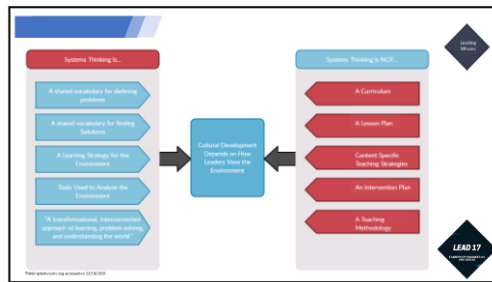 Systems Thinking Is...
A shared vocabulary for defining
problems
A shared vocabulary for finding
Solutions
A Learning Strategy for the
Environment
Tools Used to Analyze the
Environment
"A transformational, interconnected
approach to learning, problem-solving,
and understanding the world"
Cultural Development
Depends on How
Leaders View the
Environment
Systems Thinking Is NOT...
A Curriculum
A Lesson Plan
Content Specific
Teaching Strategies
An Intervention Plan
A Teaching
Methodology
Leading
LEAD 17